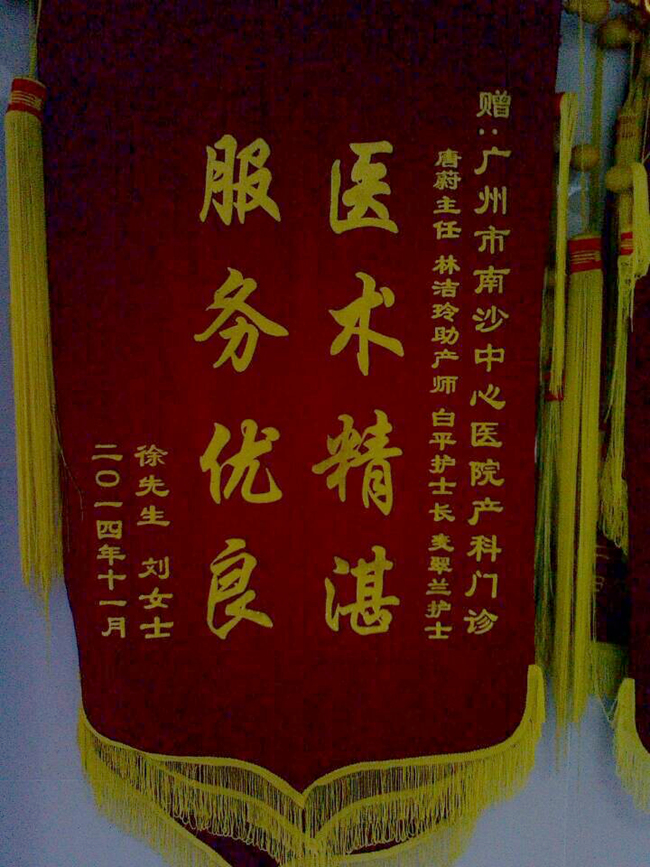 赠:广州市南沙中心医院产科门诊
唐蔚主任 林洁玲助产师 白平护士长 麦翠兰护士
医术精湛
服务优良
徐先生 刘女士
二〇一四年十一月